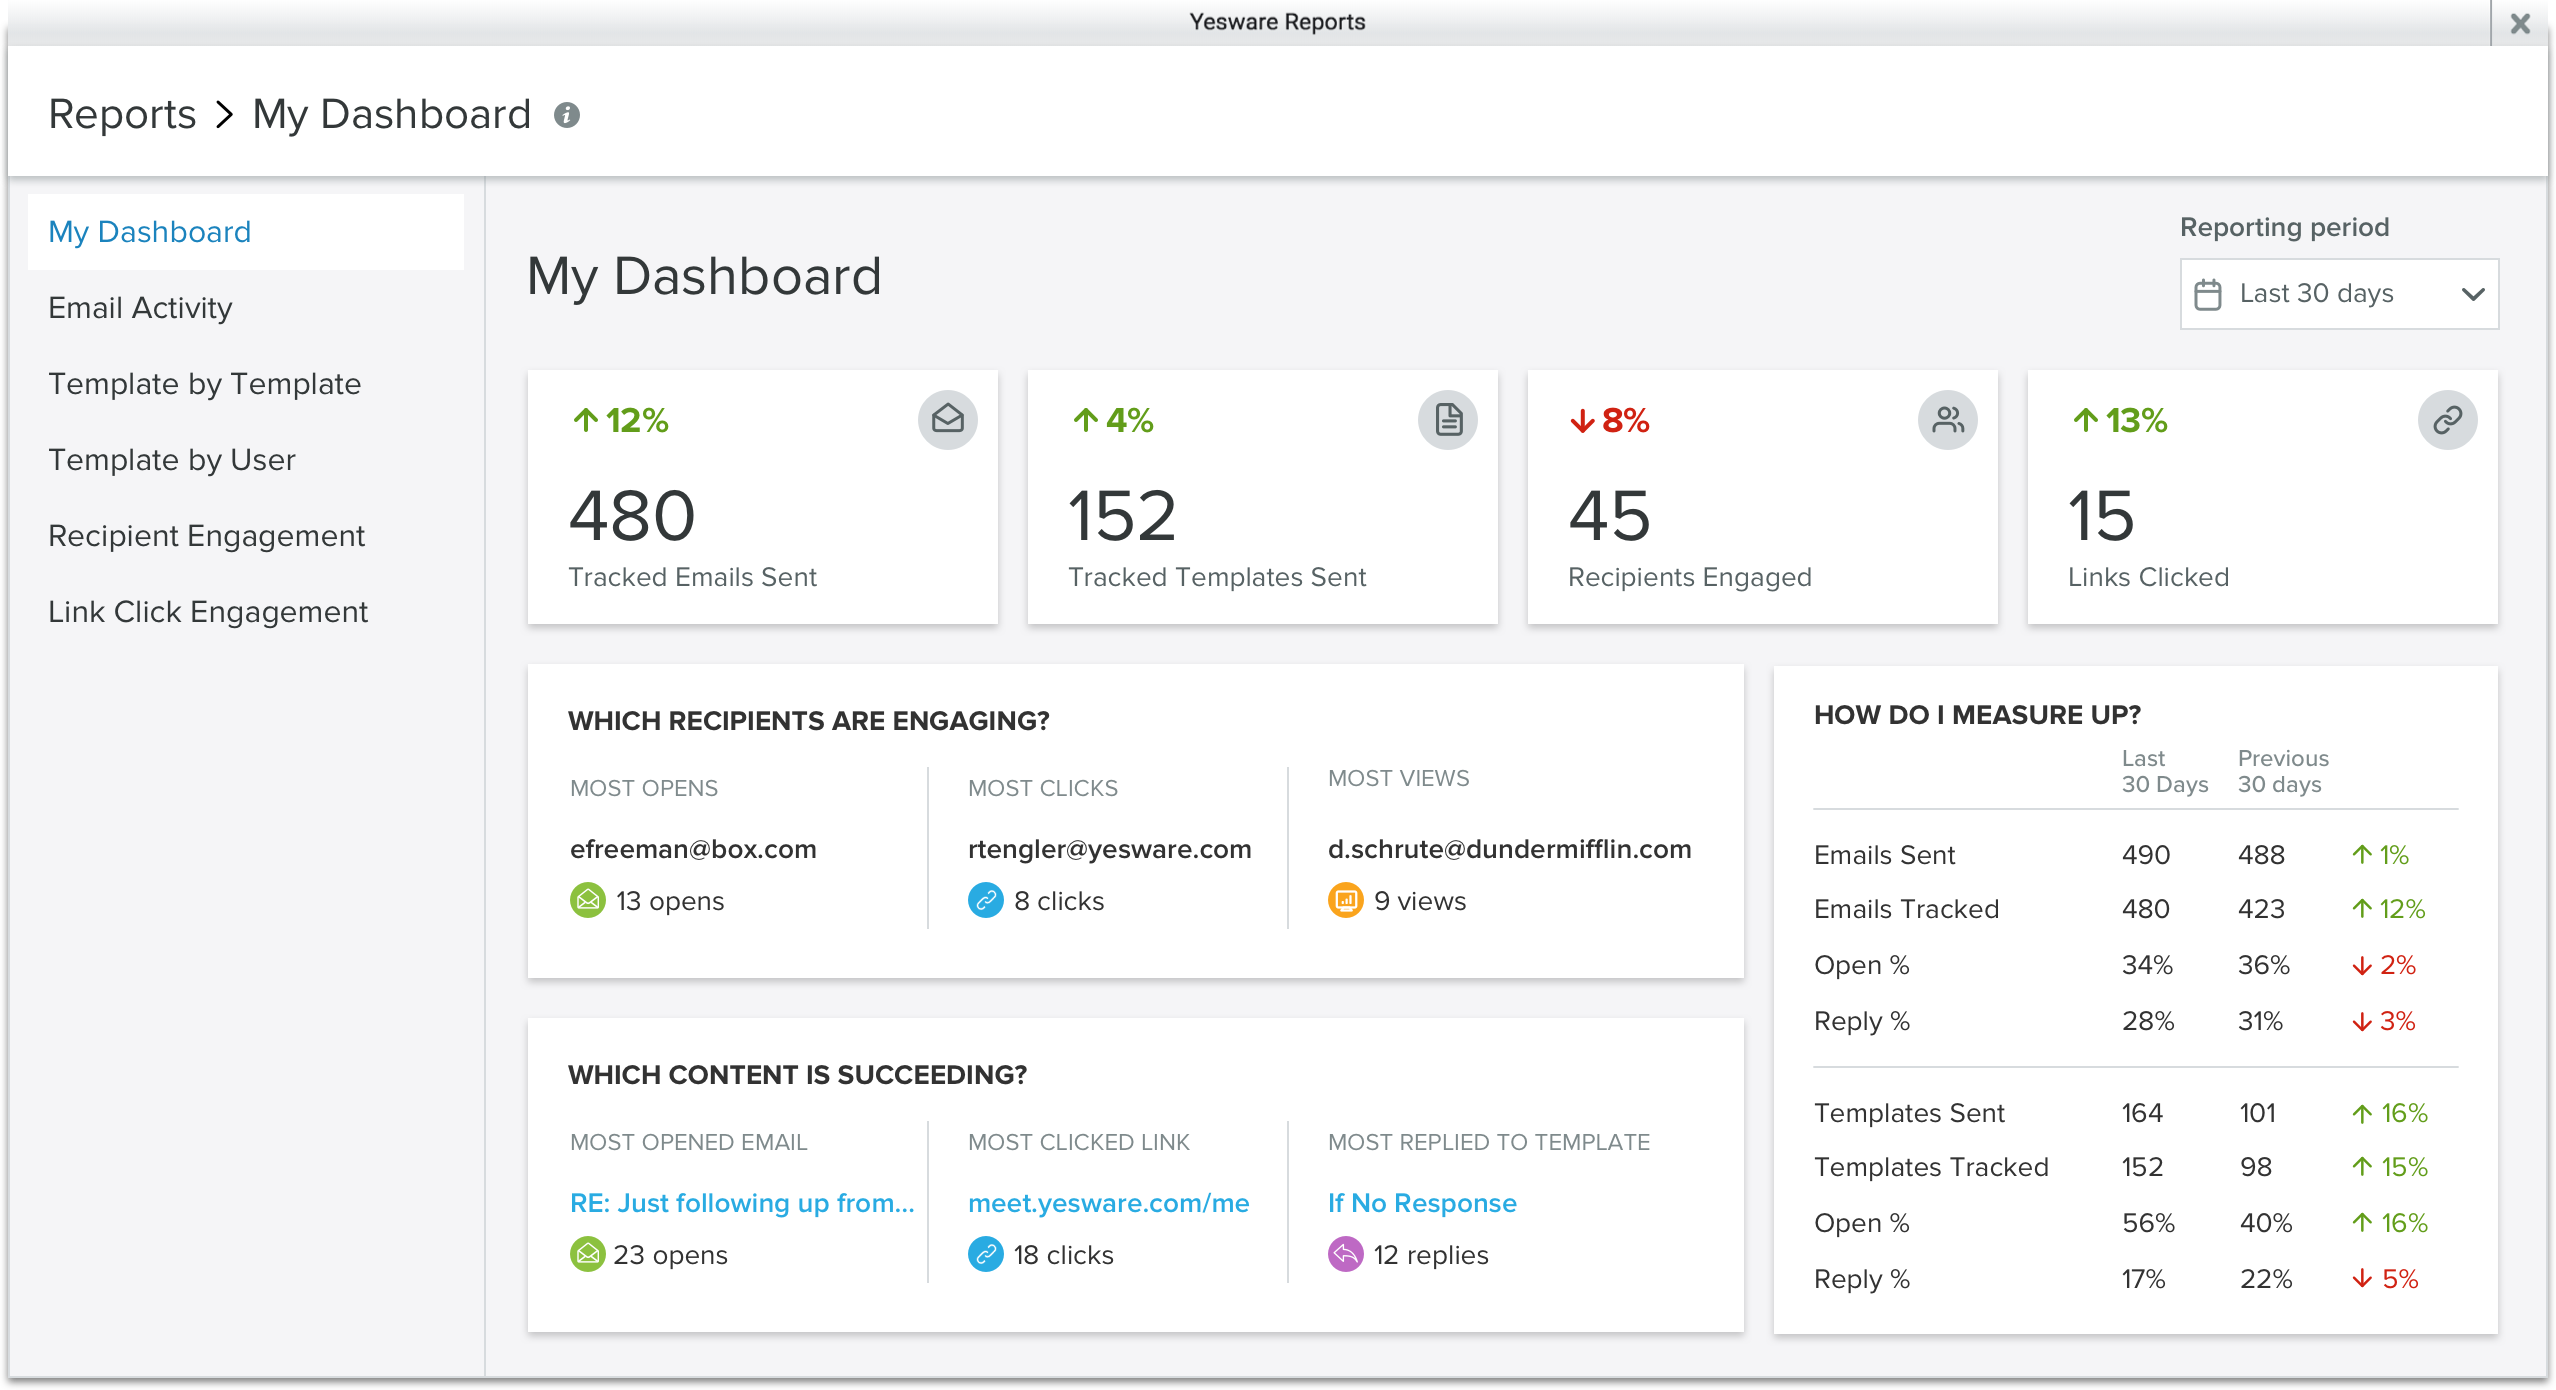 Yesware Reports
Reports > My Dashboard
My Dashboard
Email Activity
Template by Template
Template by User
Recipient Engagement
Link Click Engagement
My Dashboard
Reporting period
Last 30 days
12%
480
Tracked Emails Sent
4%
152
Tracked Templates Sent
8%
45
Recipients Engaged
13%
15
Links Clicked
WHICH RECIPIENTS ARE ENGAGING?
MOST OPENS
efreeman@box.com
13 opens
MOST CLICKS
rtengler@yesware.com
8 clicks
MOST VIEWS
d.schrute@dundermifflin.com
9 views
WHICH CONTENT IS SUCCEEDING?
MOST OPENED EMAIL
RE: Just following up from...
23 opens
MOST CLICKED LINK
meet.yesware.com/me
18 clicks
MOST REPLIED TO TEMPLATE
If No Response
12 replies
HOW DO I MEASURE UP?
Last Previous
30 Days 30 days
Emails Sent 490 488 1%
Emails Tracked 480 423 12%
Open % 34% 36% 2%
Reply % 28% 31% 3%
Templates Sent 164 101 16%
Templates Tracked 152 98 15%
Open % 56% 40% 16%
Reply % 17% 22% 5%